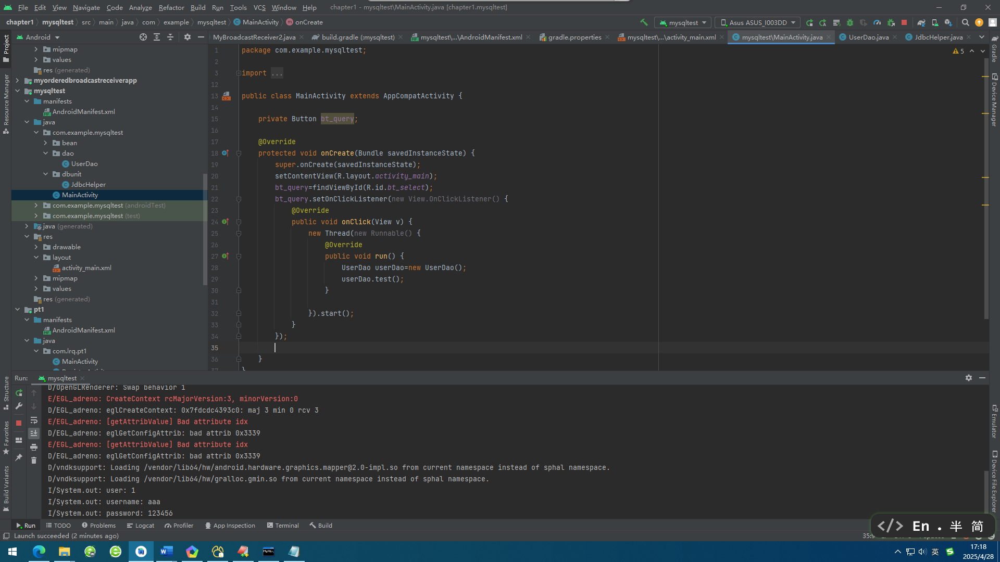 File Edit View Navigate Code Analyze Refactor Build Run Tools VCS Window Help chapter1 - mysqltest\MainActivity.java [chapter1.mysqltest]
chapter1 mysqltest src main java com example mysqltest MainActivity onCreate
mysqltest
Asus ASUS_I003DD
Android
MyBroadcastReceiver2.java
build.gradle (:mysqltest)
mysqltest\...\AndroidManifest.xml
gradle.properties
mysqltest\...\activity_main.xml
mysqltest\MainActivity.java
UserDao.java
JdbcHelper.java
Project
Resource Manager
Structure
Favorites
Build Variants
mipmap
values
res (generated)
myorderedbroadcastreceiverapp
mysqltest
manifests
AndroidManifest.xml
java
com.example.mysqltest
bean
dao
UserDao
dbunit
JdbcHelper
MainActivity
com.example.mysqltest (androidTest)
com.example.mysqltest (test)
java (generated)
res
drawable
layout
activity_main.xml
mipmap
values
res (generated)
pt1
manifests
AndroidManifest.xml
java
com.lrq.pt1
MainActivity
1 package com.example.mysqltest;
2
3 import ...
12
13 public class MainActivity extends AppCompatActivity {
14
15 private Button bt_query;
16
17 @Override
18 protected void onCreate(Bundle savedInstanceState) {
19 super.onCreate(savedInstanceState);
20 setContentView(R.layout.activity_main);
21 bt_query=findViewById(R.id.bt_select);
22 bt_query.setOnClickListener(new View.OnClickListener() {
23 @Override
24 public void onClick(View v) {
25 new Thread(new Runnable() {
26 @Override
27 public void run() {
28 UserDao userDao=new UserDao();
29 userDao.test();
30 }
31
32 }).start();
33 }
34 });
35
36 }
37 }
5
Gradle
Device Manager
Emulator
Device File Explorer
Run: mysqltest
D/OpenGLRenderer: Swap behavior 1
E/EGL_adreno: CreateContext rcMajorVersion:3, minorVersion:0
D/EGL_adreno: eglCreateContext: 0x7fdcdc4393c0: maj 3 min 0 rcv 3
E/EGL_adreno: [getAttribValue] Bad attribute idx
D/EGL_adreno: eglGetConfigAttrib: bad attrib 0x3339
E/EGL_adreno: [getAttribValue] Bad attribute idx
D/EGL_adreno: eglGetConfigAttrib: bad attrib 0x3339
D/vndksupport: Loading /vendor/lib64/hw/android.hardware.graphics.mapper@2.0-impl.so from current namespace instead of sphal namespace.
D/vndksupport: Loading /vendor/lib64/hw/gralloc.gmin.so from current namespace instead of sphal namespace.
I/System.out: user: 1
I/System.out: username: aaa
I/System.out: password: 123456
Run TODO Problems Logcat Profiler App Inspection Terminal Build
Launch succeeded (2 minutes ago)
</> En . 半 简
英
17:18
2025/4/28